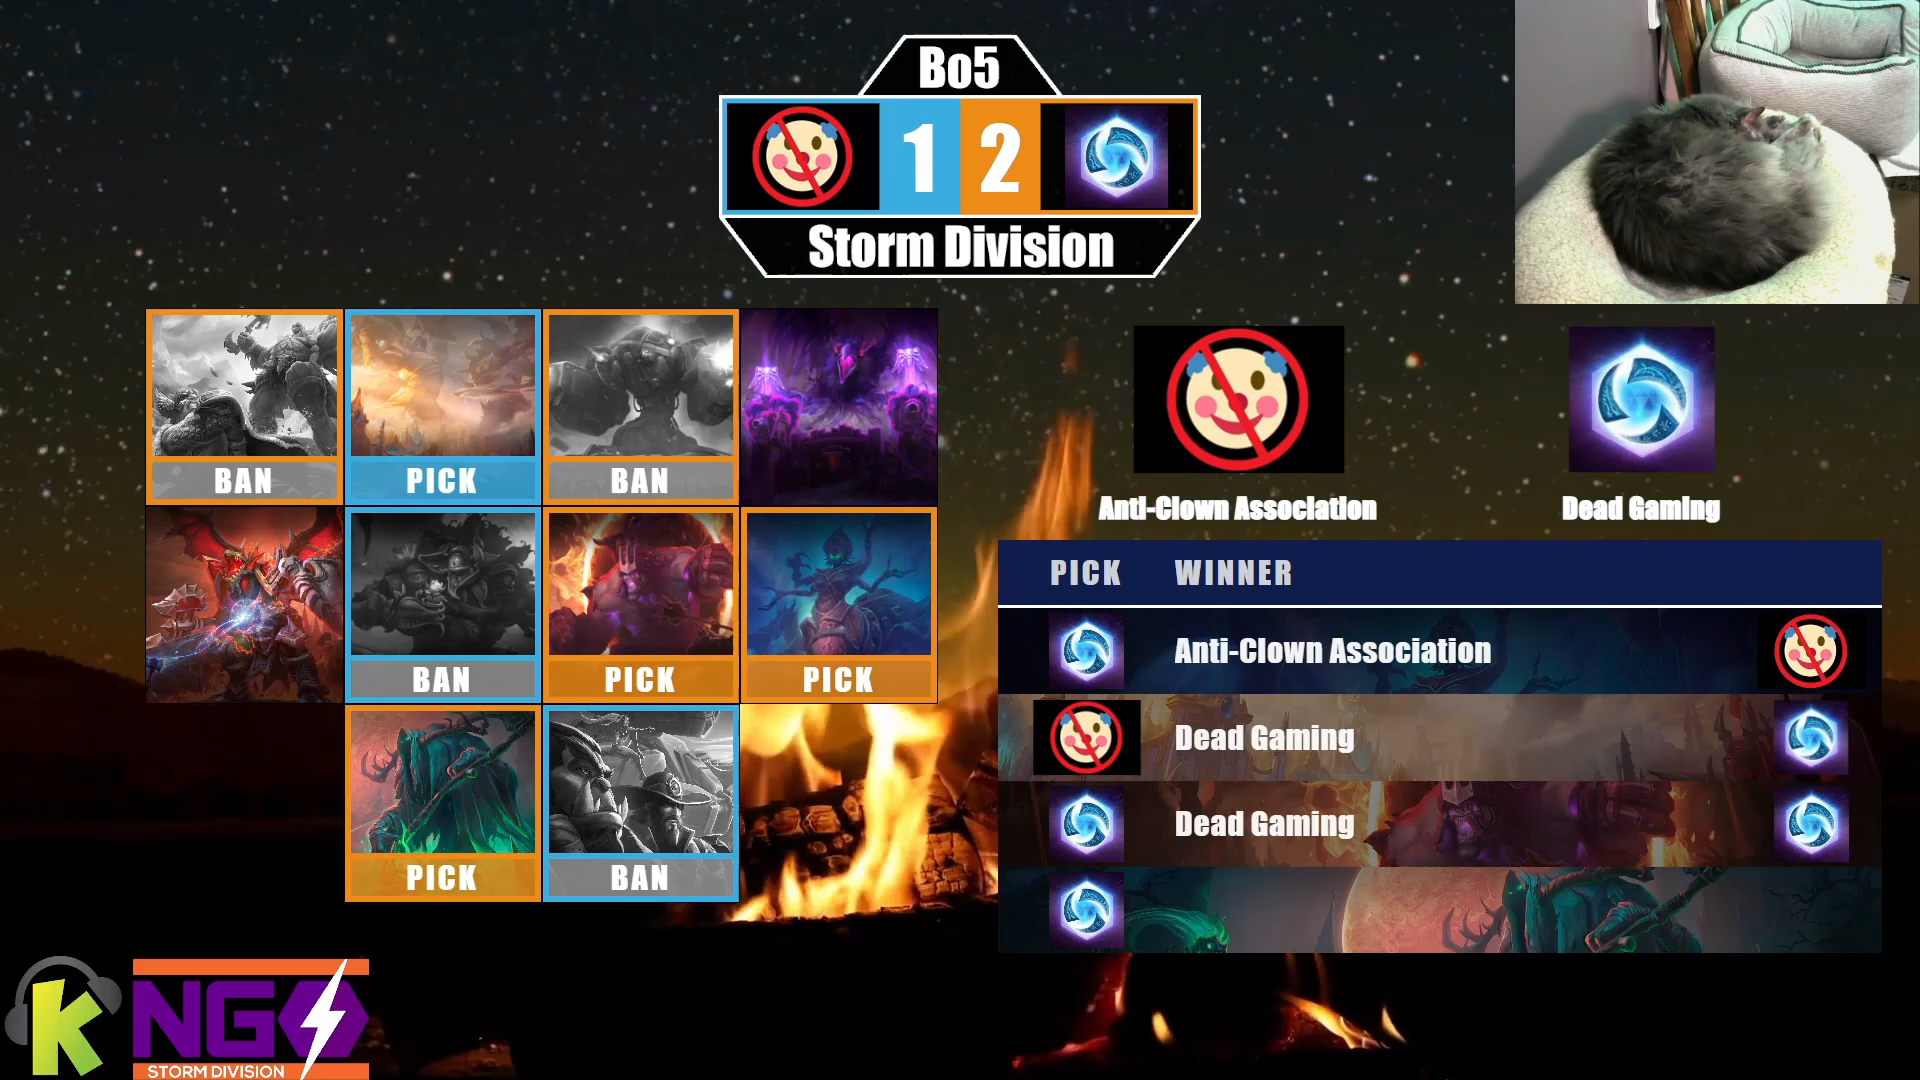 Bo5
1 2
Storm Division
BAN PICK BAN
BAN PICK PICK
PICK BAN
Anti-Clown Association
Dead Gaming
PICK WINNER
Anti-Clown Association
Dead Gaming
Dead Gaming
K NGS
STORM DIVISION